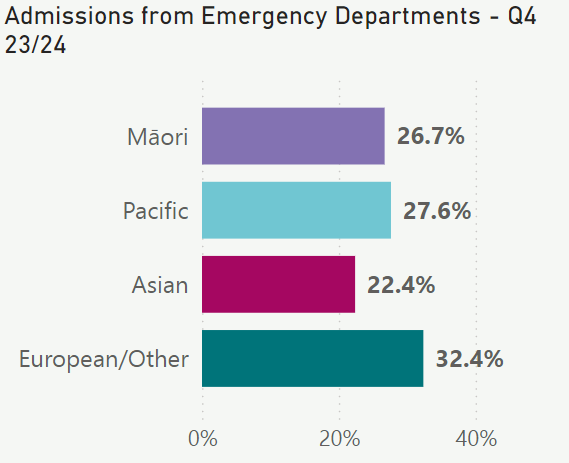 Admissions from Emergency Departments - Q4
23/24
Māori
26.7%
Pacific
27.6%
Asian
22.4%
European/Other
32.4%
0%
20%
40%